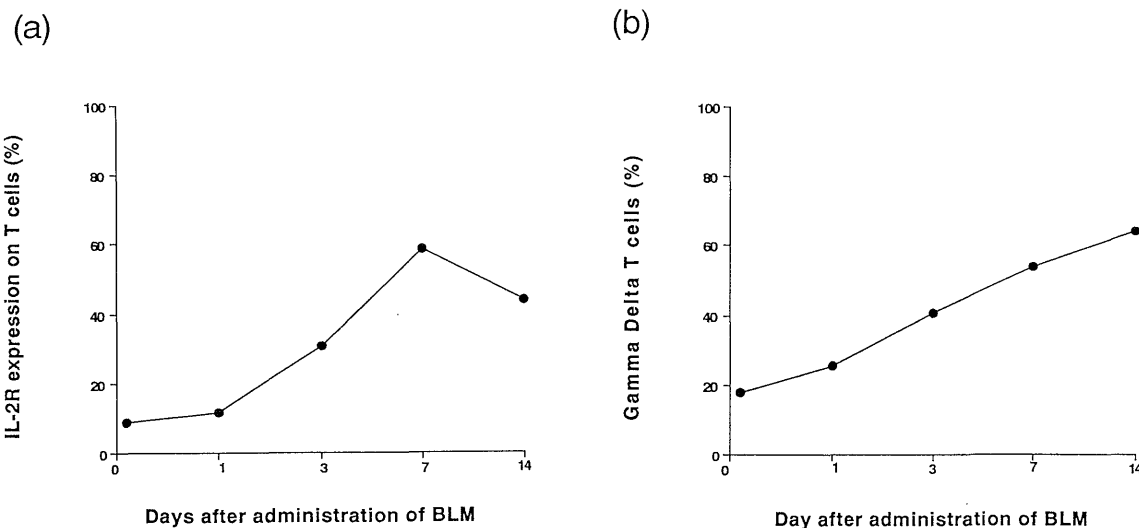 (a)
(b)
IL-2R expression on T cells (%)
100
80
60
40
20
0
0 1 3 7 14
Days after administration of BLM
Gamma Delta T cells (%)
100
80
60
40
20
0
0 1 3 7 14
Day after administration of BLM